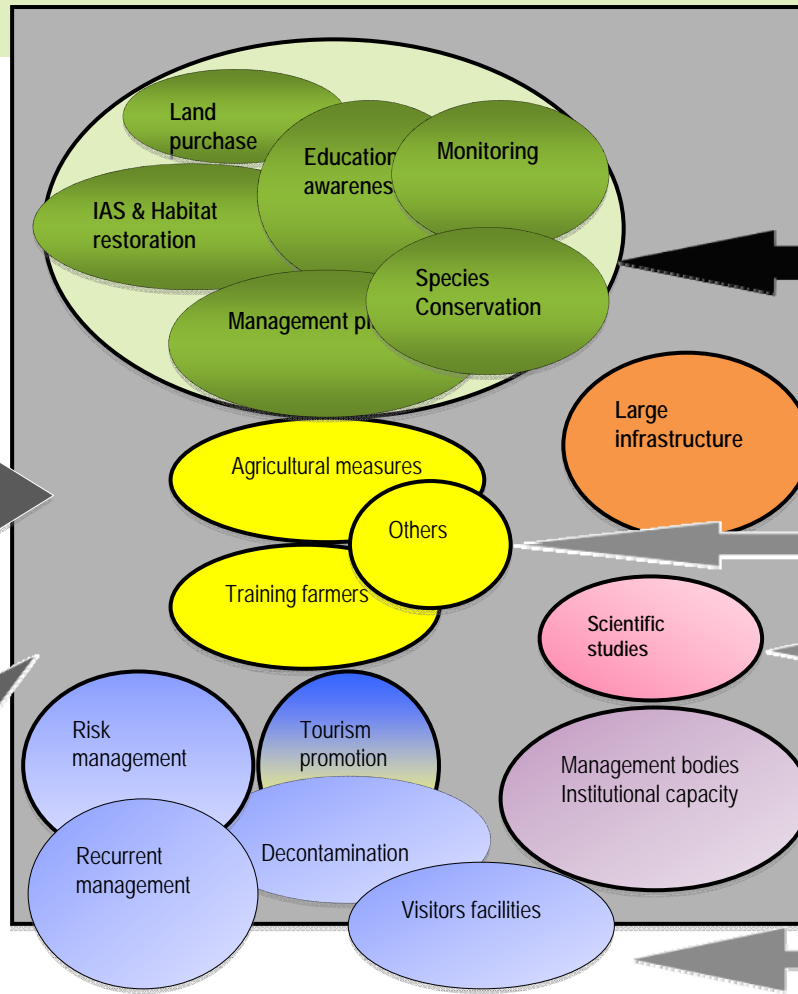 Land
purchase
Education
awarenes
Monitoring
IAS & Habitat
restoration
Species
Conservation
Management pl
Large
infrastructure
Agricultural measures
Others
Training farmers
Scientific
studies
Risk
management
Tourism
promotion
Management bodies
Institutional capacity
Recurrent
management
Decontamination
Visitors facilities